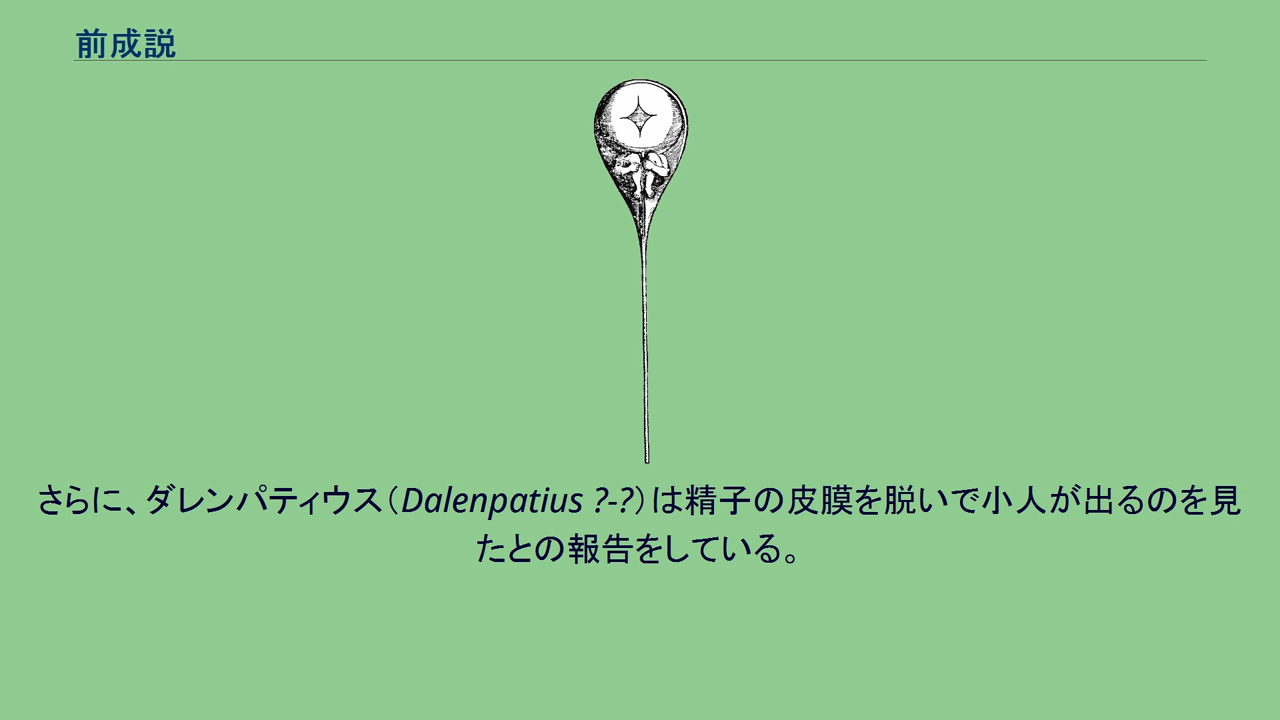 前成説
さらに、ダレンパティウス（Dalenpatius ?-?）は精子の皮膜を脱いで小人が出るのを見
たとの報告をしている。